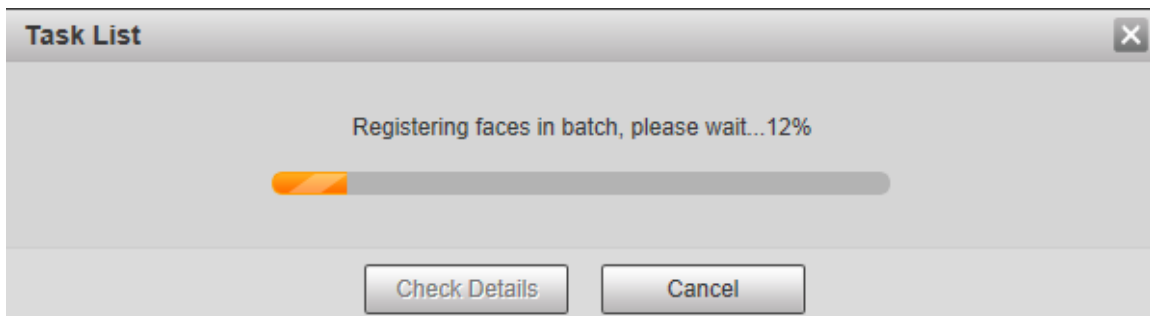 Task List
Registering faces in batch, please wait...12%
Check Details
Cancel